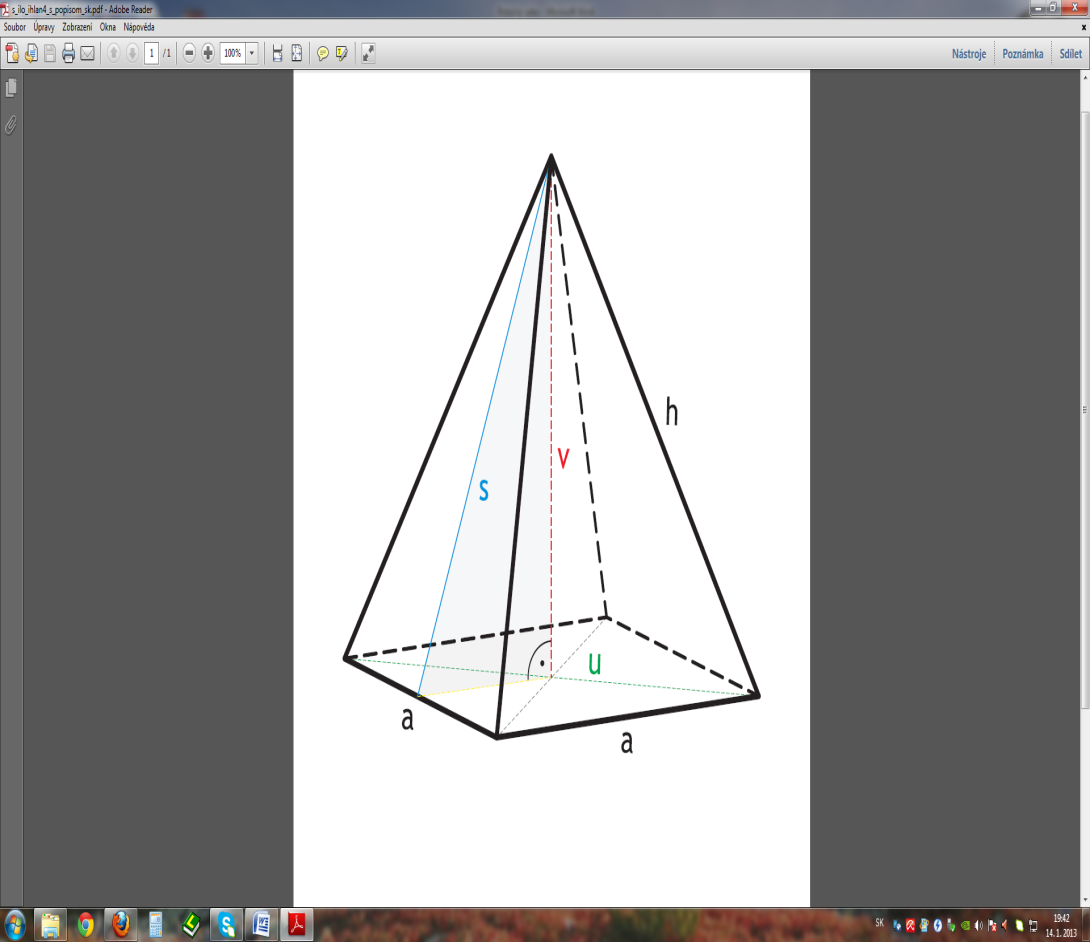 s_ilo_ihlan4_s_popisom_sk.pdf - Adobe Reader
Soubor Úpravy Zobrazení Okna Nápověda
1 / 1 100% Nástroje Poznámka Sdílet
h
v
s
u
a
a
SK 19:42
14. 1. 2013